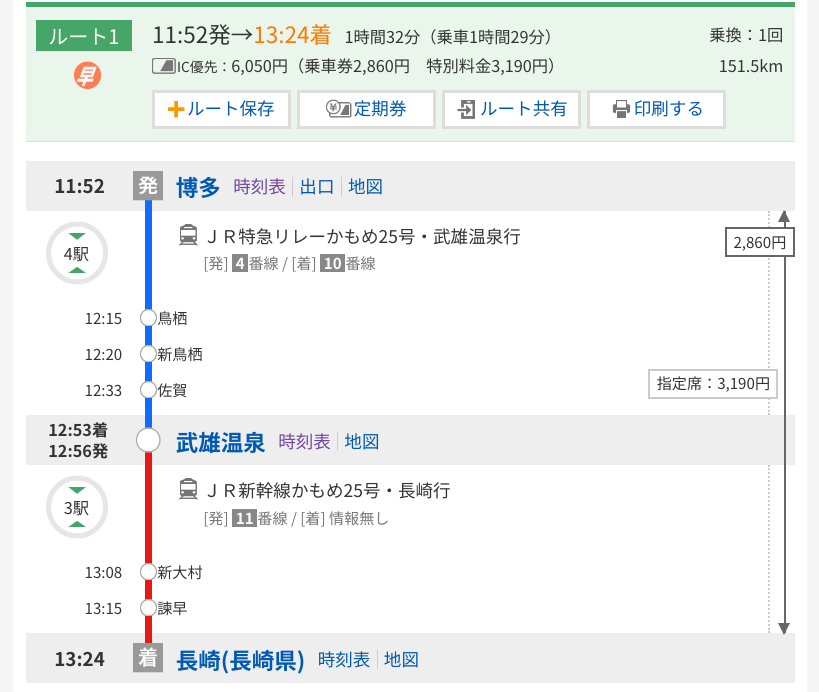 ルート1
11:52発→13:24着 1時間32分（乗車1時間29分） 乗換：1回
早
IC優先：6,050円（乗車券2,860円 特別料金3,190円） 151.5km
ルート保存 定期券 ルート共有 印刷する
11:52 発 博多 時刻表 出口 地図
ＪＲ特急リレーかもめ25号・武雄温泉行
2,860円
4駅
[発] 4番線 / [着] 10番線
12:15 鳥栖
12:20 新鳥栖
12:33 佐賀
指定席：3,190円
12:53着
12:56発
武雄温泉 時刻表 地図
ＪＲ新幹線かもめ25号・長崎行
3駅
[発] 11番線 / [着] 情報無し
13:08 新大村
13:15 諫早
13:24 着 長崎(長崎県) 時刻表 地図